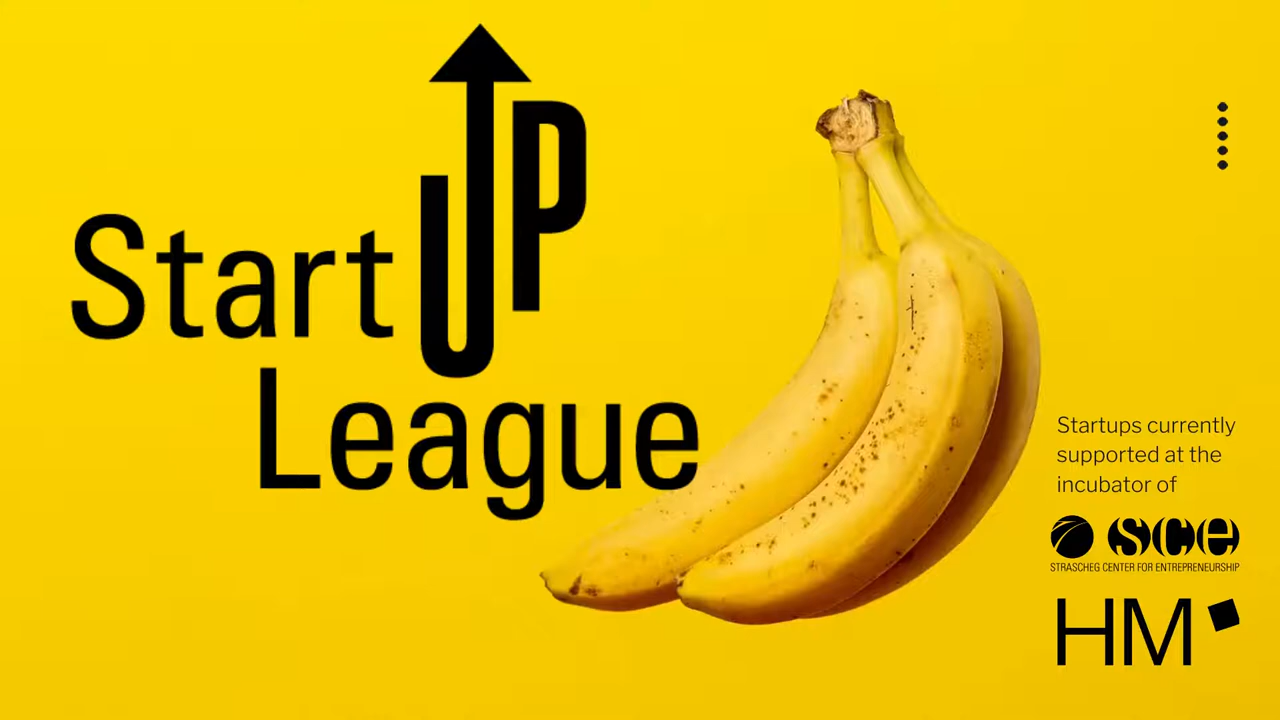 StartUP
League
Startups currently
supported at the
incubator of
sce
STRASCHEG CENTER FOR ENTREPRENEURSHIP
HM